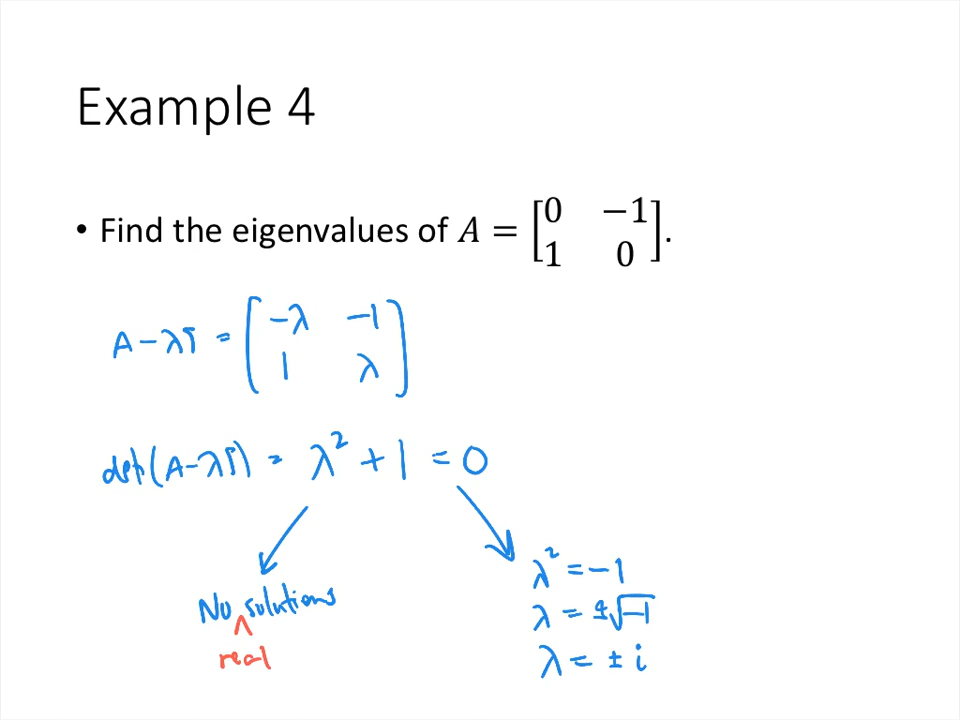 Example 4
• Find the eigenvalues of A = [0 −1; 1 0].
A − λI = [−λ −1; 1 λ]
det(A − λI) = λ² + 1 = 0
No solutions
^
real
λ² = −1
λ = ±√−1
λ = ± i